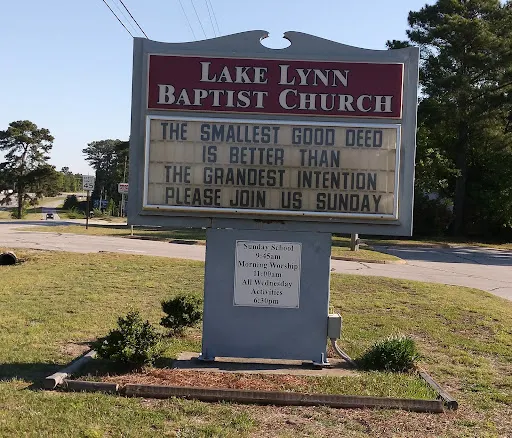 LAKE LYNN
BAPTIST CHURCH
THE SMALLEST GOOD DEED
IS BETTER THAN
THE GRANDEST INTENTION
PLEASE JOIN US SUNDAY
Sunday School
9:45am
Morning Worship
11:00am
All Wednesday
Activities
6:30pm